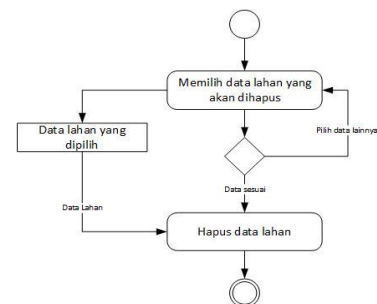 Memilih data lahan yang
akan dihapus
Data lahan yang
dipilih
Pilih data lainnya
Data sesuai
Data Lahan
Hapus data lahan